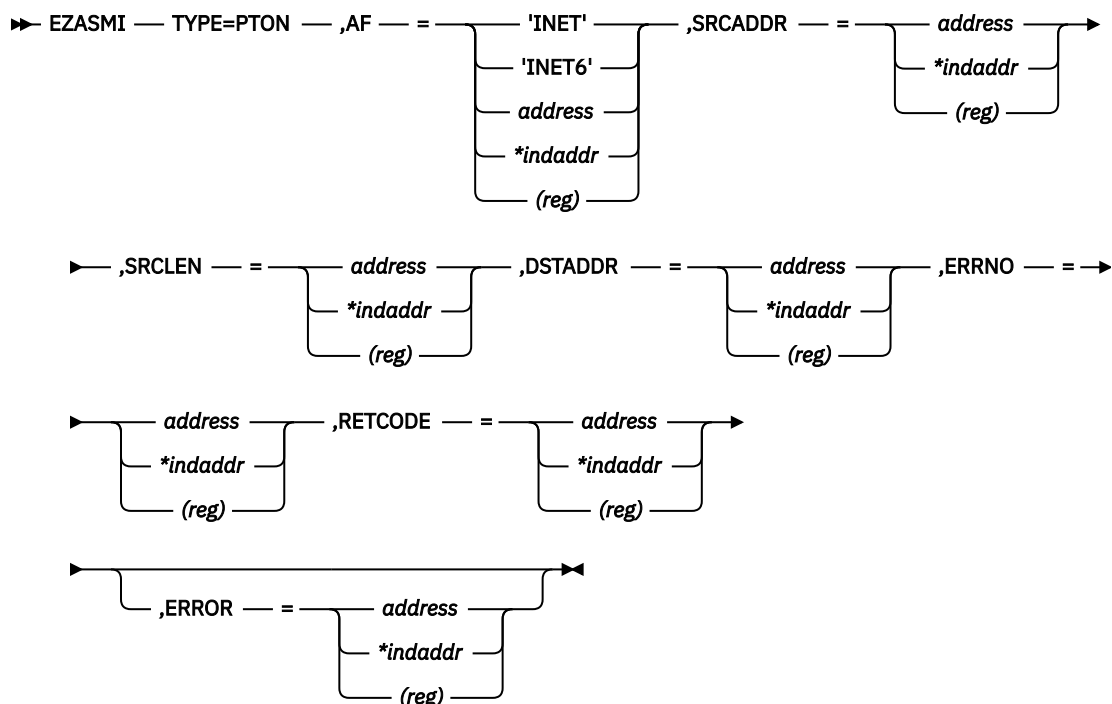 EZASMI TYPE=PTON ,AF = 'INET' ,SRCADDR = address
'INET6' *indaddr
address (reg)
*indaddr
(reg)
,SRCLEN = address ,DSTADDR = address ,ERRNO =
*indaddr *indaddr
(reg) (reg)
address ,RETCODE = address
*indaddr *indaddr
(reg) (reg)
,ERROR = address
*indaddr
(reg)